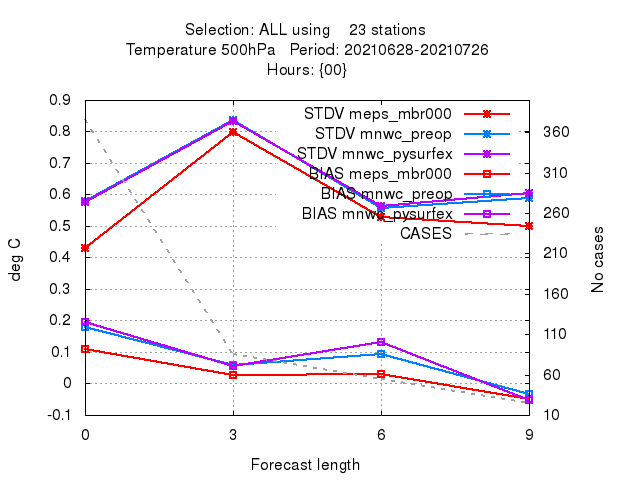 Selection: ALL using 23 stations
Temperature 500hPa Period: 20210628-20210726
Hours: {00}
0.9
0.8
0.7
0.6
0.5
0.4
0.3
0.2
0.1
0
-0.1
deg C
STDV meps_mbr000
STDV mnwc_preop
STDV mnwc_pysurfex
BIAS meps_mbr000
BIAS mnwc_preop
BIAS mnwc_pysurfex
CASES
360
310
260
210
160
110
60
10
No cases
0 3 6 9
Forecast length